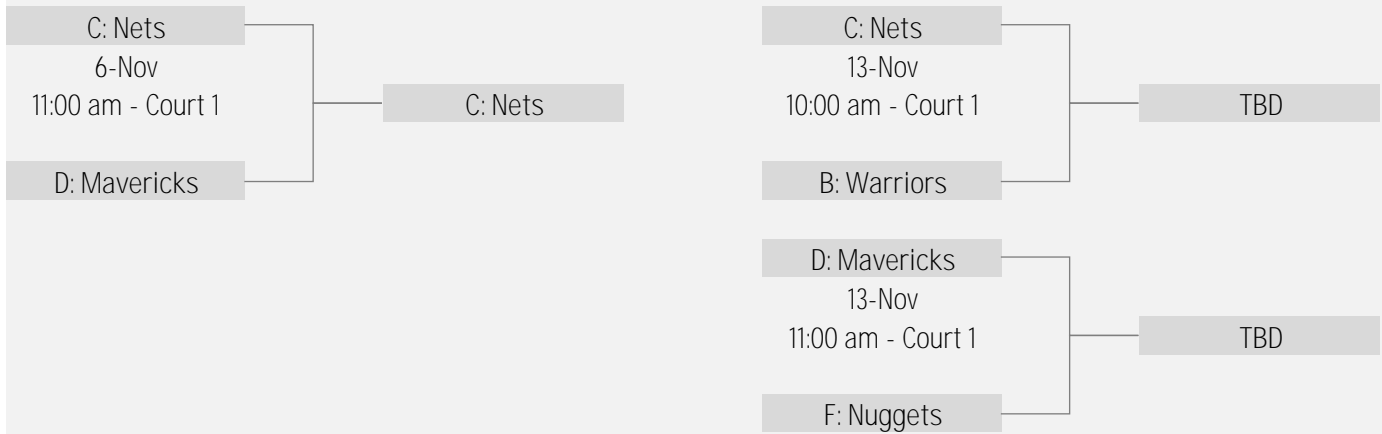 C: Nets
6-Nov
11:00 am - Court 1
C: Nets
D: Mavericks
C: Nets
13-Nov
10:00 am - Court 1
TBD
B: Warriors
D: Mavericks
13-Nov
11:00 am - Court 1
TBD
F: Nuggets